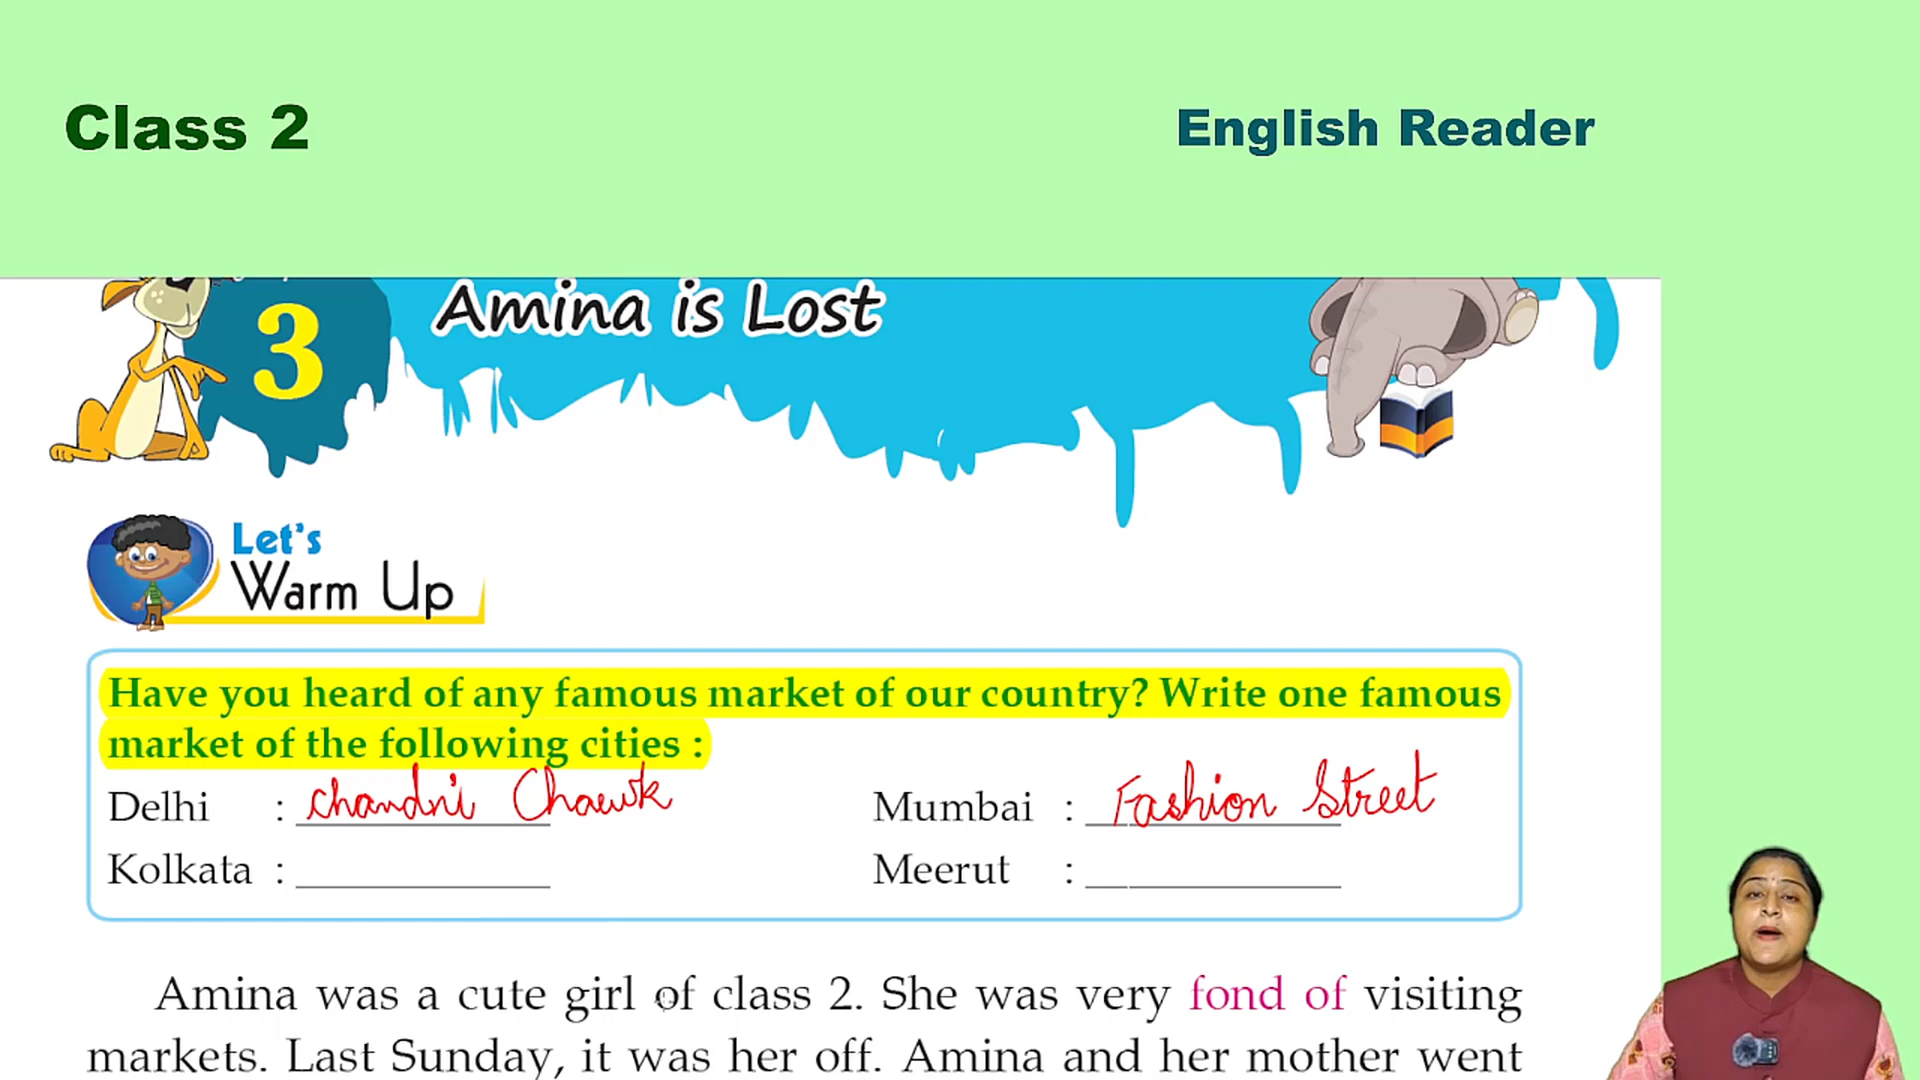 Class 2
English Reader
3
Amina is Lost
Let's
Warm Up
Have you heard of any famous market of our country? Write one famous
market of the following cities :
Delhi : Chandni Chawk Mumbai : Fashion Street
Kolkata : Meerut :
Amina was a cute girl of class 2. She was very fond of visiting
markets. Last Sunday, it was her off. Amina and her mother went